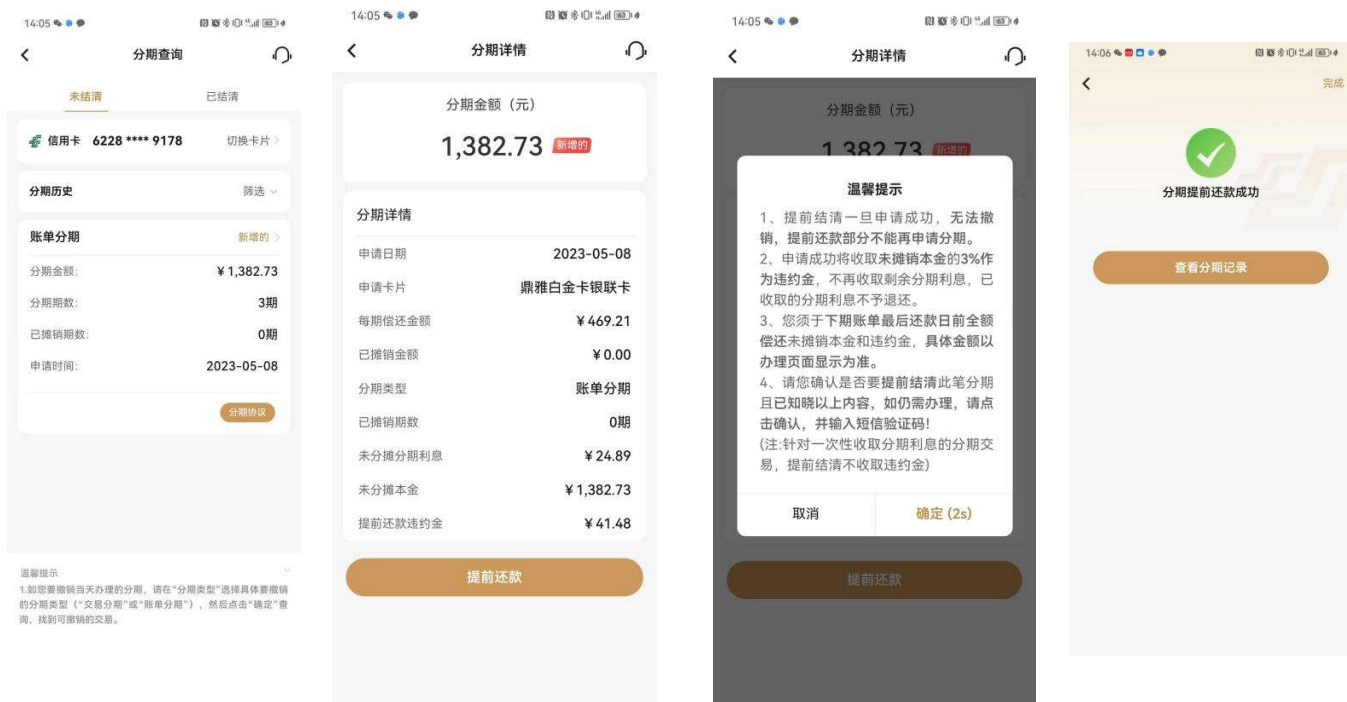 14:05
63
分期查询
未结清 已结清
信用卡 6228 **** 9178 切换卡片
分期历史 筛选
账单分期 新增的
分期金额: ¥1,382.73
分期期数: 3期
已摊销期数: 0期
申请时间: 2023-05-08
分期协议
温馨提示
1.如您要撤销当天办理的分期，请在“分期类型”选择具体要撤销
的分期类型（“交易分期”或“账单分期”），然后点击“确定”查
询，找到可撤销的交易。
14:05
63
分期详情
分期金额（元）
1,382.73 新增的
分期详情
申请日期 2023-05-08
申请卡片 鼎雅白金卡银联卡
每期偿还金额 ¥469.21
已摊销金额 ¥0.00
分期类型 账单分期
已摊销期数 0期
未分摊分期利息 ¥24.89
未分摊本金 ¥1,382.73
提前还款违约金 ¥41.48
提前还款
14:05
63
分期详情
分期金额（元）
1,382.73 新增的
温馨提示
1、提前结清一旦申请成功，无法撤
销，提前还款部分不能再申请分期。
2、申请成功将收取未摊销本金的3%作
为违约金，不再收取剩余分期利息，已
收取的分期利息不予退还。
3、您须于下期账单最后还款日前全额
偿还未摊销本金和违约金，具体金额以
办理页面显示为准。
4、请您确认是否要提前结清此笔分期
且已知晓以上内容，如仍需办理，请点
击确认，并输入短信验证码！
(注:针对一次性收取分期利息的分期交
易，提前结清不收取违约金)
取消 确定 (2s)
提前还款
14:06
63
完成
分期提前还款成功
查看分期记录